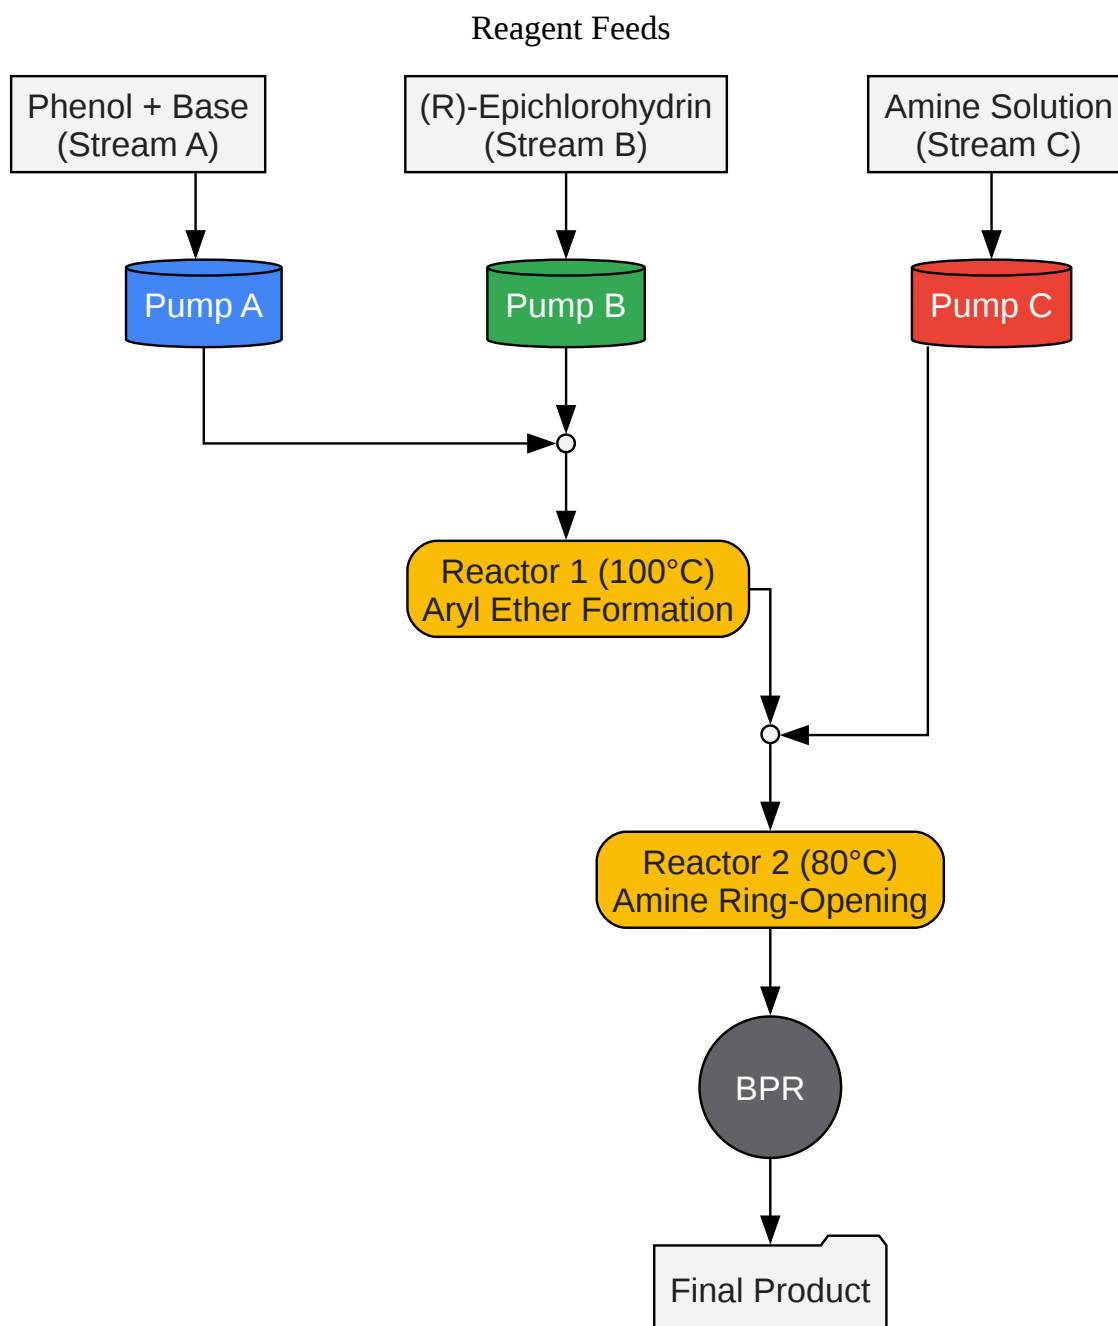 Reagent Feeds
Phenol + Base
(Stream A)
(R)-Epichlorohydrin
(Stream B)
Amine Solution
(Stream C)
Pump A
Pump B
Pump C
Reactor 1 (100°C)
Aryl Ether Formation
Reactor 2 (80°C)
Amine Ring-Opening
BPR
Final Product